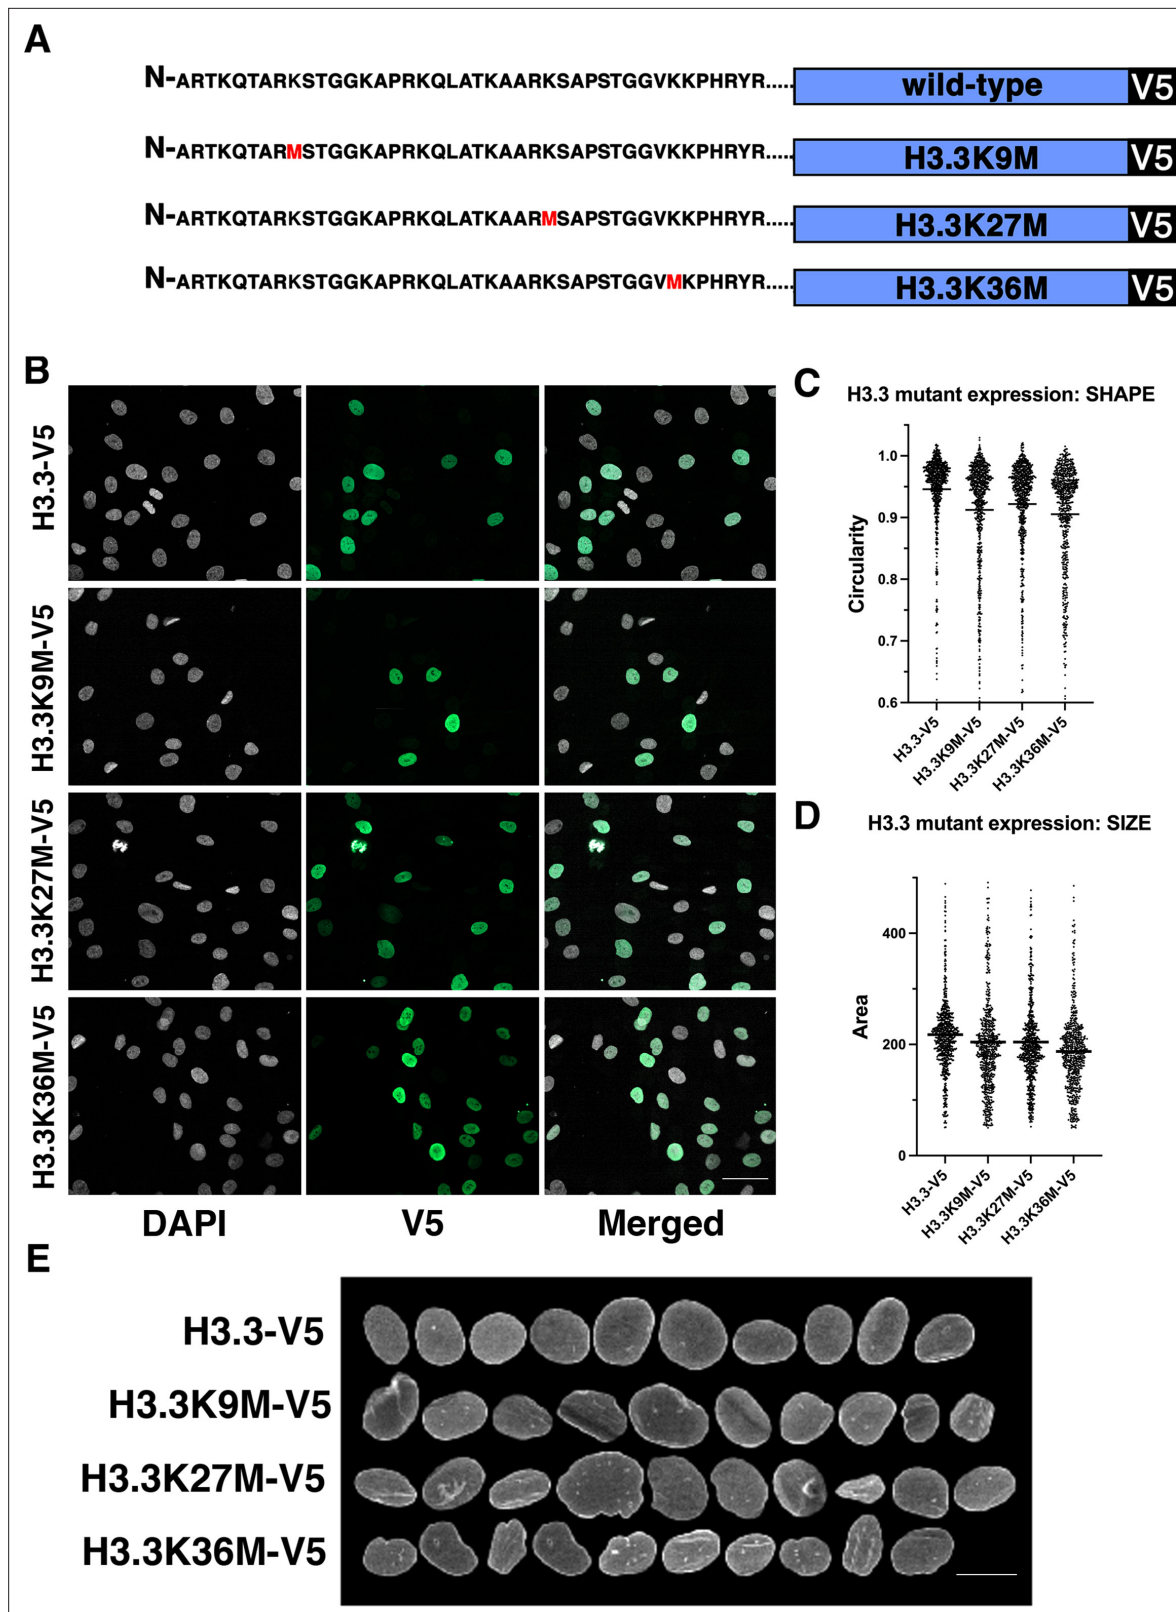 A
N-ARTKQTARKSTGGKAPRKQLATKAARKSAPSTGGVKKPHRYR..... wild-type V5
N-ARTKQTARMSTGGKAPRKQLATKAARKSAPSTGGVKKPHRYR..... H3.3K9M V5
N-ARTKQTARKSTGGKAPRKQLATKAARMSAPSTGGVKKPHRYR..... H3.3K27M V5
N-ARTKQTARKSTGGKAPRKQLATKAARKSAPSTGGVMKPHRYR..... H3.3K36M V5
B
H3.3-V5
H3.3K9M-V5
H3.3K27M-V5
H3.3K36M-V5
DAPI V5 Merged
C
H3.3 mutant expression: SHAPE
Circularity
1.0
0.9
0.8
0.7
0.6
H3.3-V5
H3.3K9M-V5
H3.3K27M-V5
H3.3K36M-V5
D
H3.3 mutant expression: SIZE
Area
400
200
0
H3.3-V5
H3.3K9M-V5
H3.3K27M-V5
H3.3K36M-V5
E
H3.3-V5
H3.3K9M-V5
H3.3K27M-V5
H3.3K36M-V5